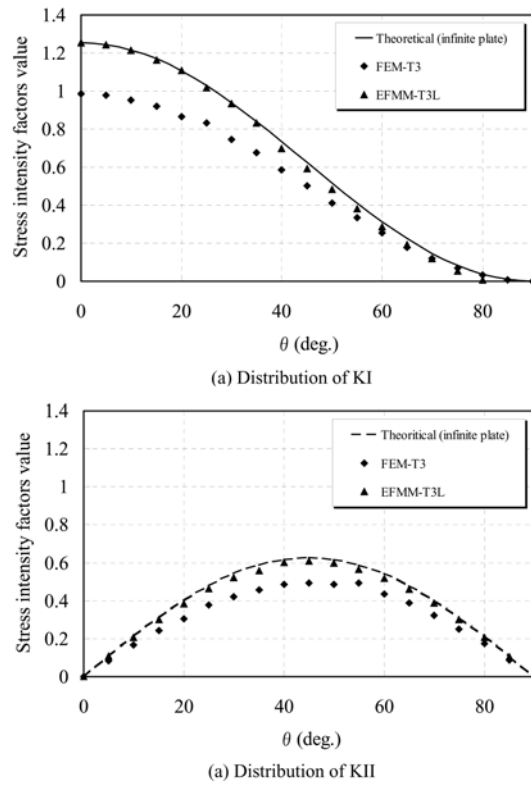 1.4
1.2
1
0.8
0.6
0.4
0.2
0
Stress intensity factors value
Theoretical (infinite plate)
FEM-T3
EFMM-T3L
0 20 40 60 80
θ (deg.)
(a) Distribution of KI
1.4
1.2
1
0.8
0.6
0.4
0.2
0
Stress intensity factors value
Theoritical (infinite plate)
FEM-T3
EFMM-T3L
0 20 40 60 80
θ (deg.)
(a) Distribution of KII